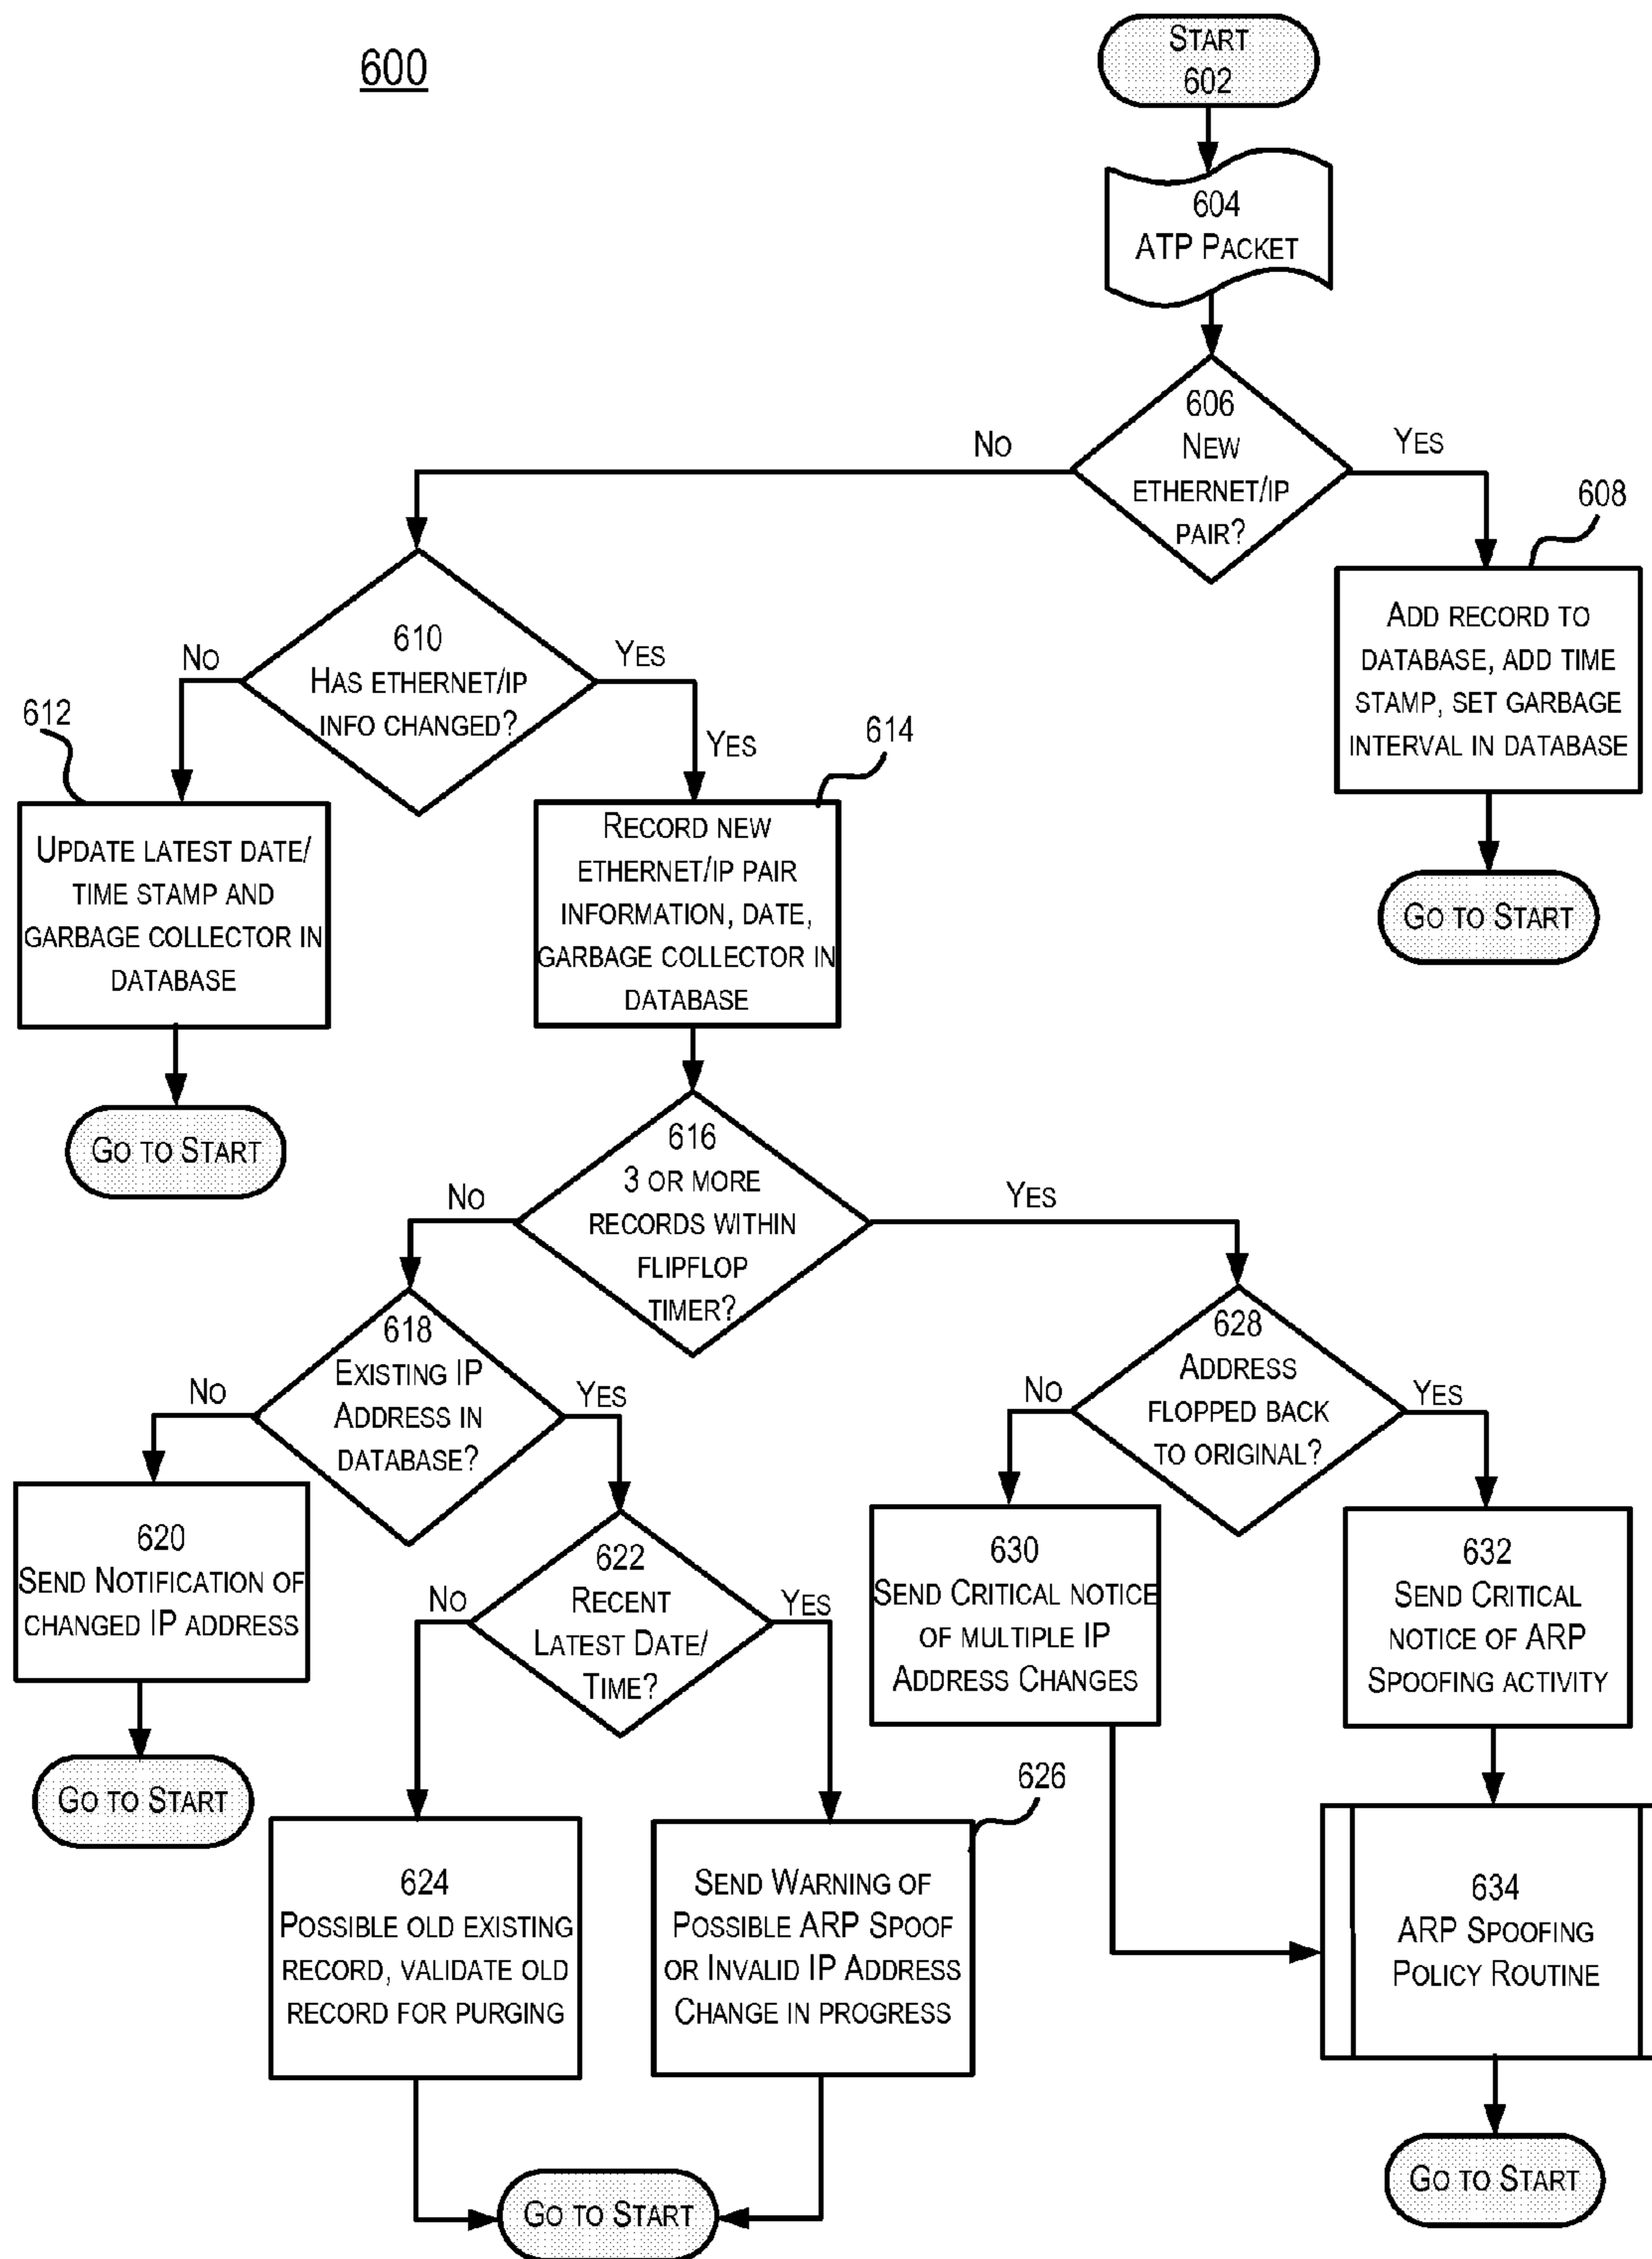 600
START
602
604
ATP PACKET
606
NEW
ETHERNET/IP
PAIR?
NO
YES
608
ADD RECORD TO
DATABASE, ADD TIME
STAMP, SET GARBAGE
INTERVAL IN DATABASE
GO TO START
610
HAS ETHERNET/IP
INFO CHANGED?
NO
YES
YES
612
UPDATE LATEST DATE/
TIME STAMP AND
GARBAGE COLLECTOR IN
DATABASE
GO TO START
614
RECORD NEW
ETHERNET/IP PAIR
INFORMATION, DATE,
GARBAGE COLLECTOR IN
DATABASE
616
3 OR MORE
RECORDS WITHIN
FLIPFLOP
TIMER?
NO
YES
618
EXISTING IP
ADDRESS IN
DATABASE?
NO
YES
620
SEND NOTIFICATION OF
CHANGED IP ADDRESS
GO TO START
622
RECENT
LATEST DATE/
TIME?
NO
YES
624
POSSIBLE OLD EXISTING
RECORD, VALIDATE OLD
RECORD FOR PURGING
626
SEND WARNING OF
POSSIBLE ARP SPOOF
OR INVALID IP ADDRESS
CHANGE IN PROGRESS
GO TO START
628
ADDRESS
FLOPPED BACK
TO ORIGINAL?
NO
YES
630
SEND CRITICAL NOTICE
OF MULTIPLE IP
ADDRESS CHANGES
632
SEND CRITICAL
NOTICE OF ARP
SPOOFING ACTIVITY
634
ARP SPOOFING
POLICY ROUTINE
GO TO START